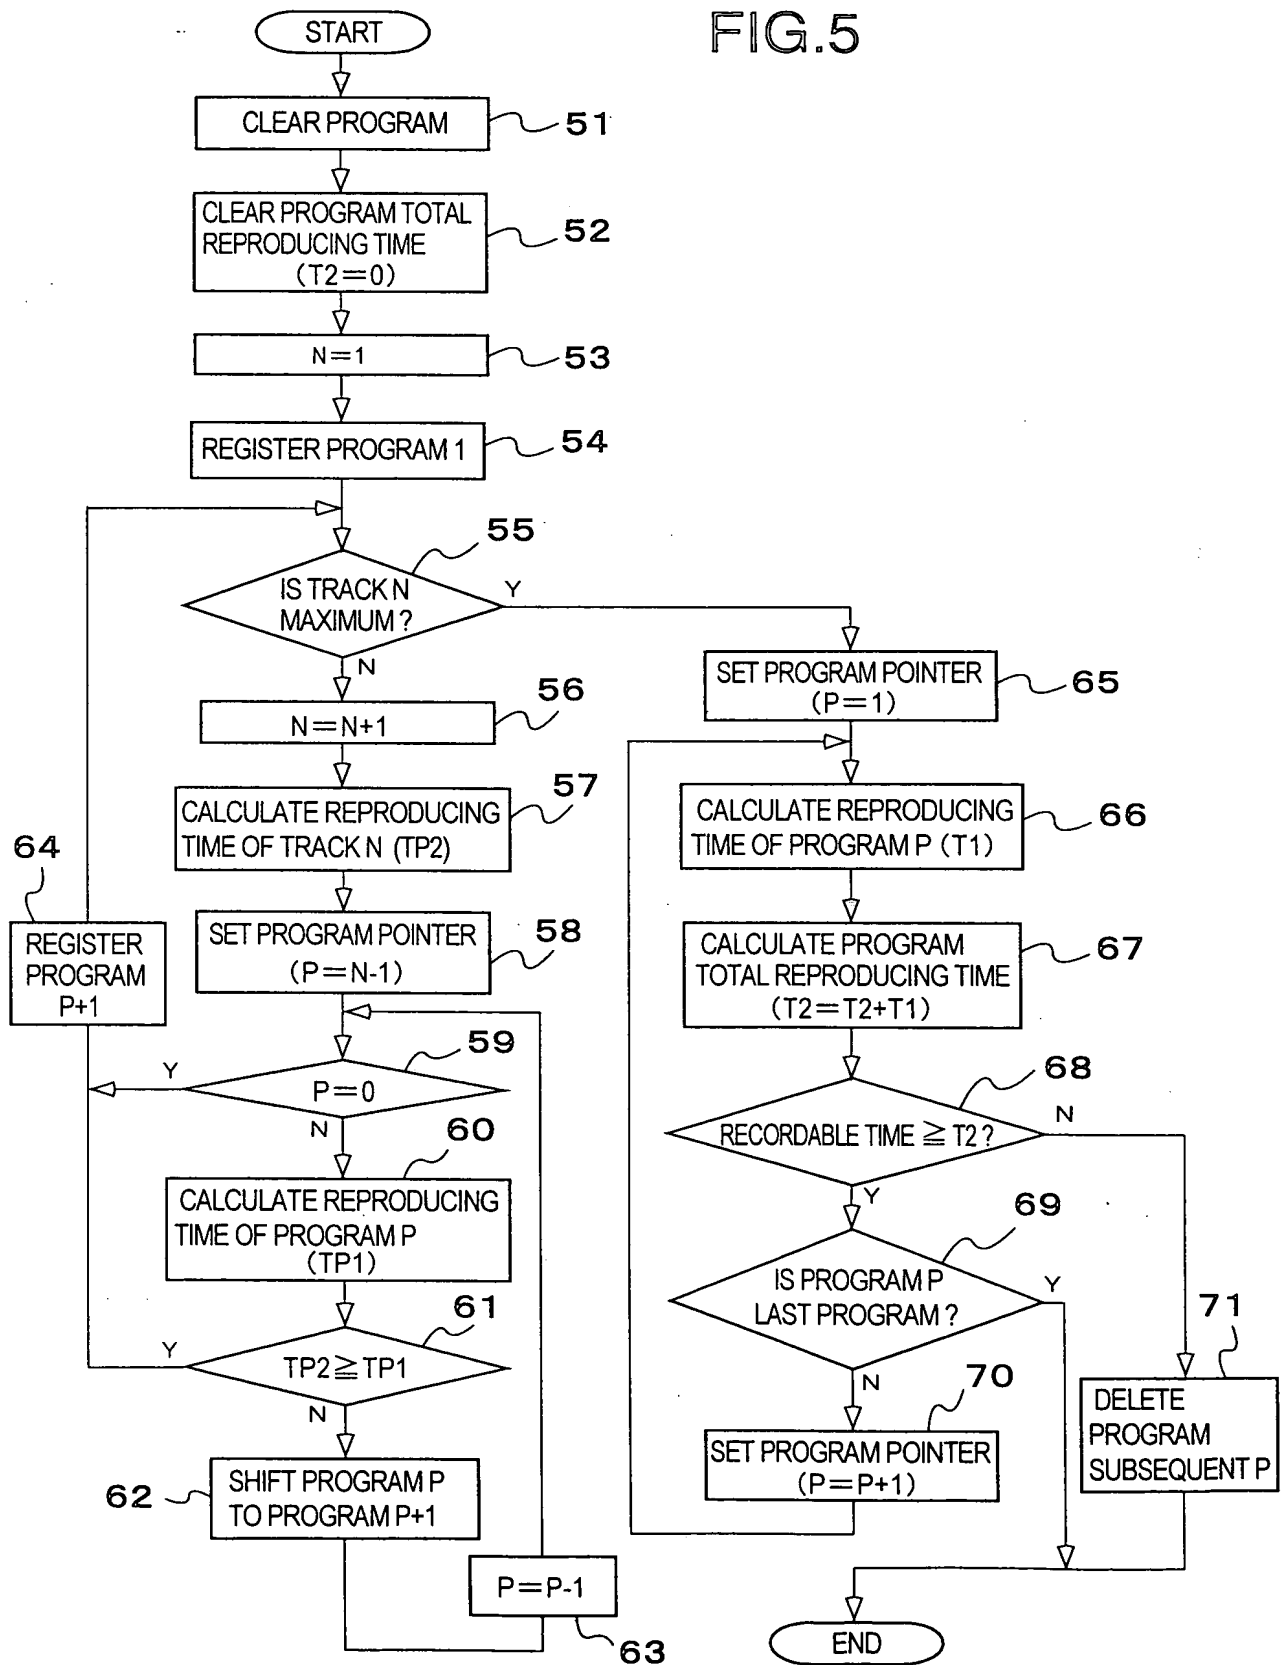 FIG.5
START
CLEAR PROGRAM
51
CLEAR PROGRAM TOTAL
REPRODUCING TIME
(T2=0)
52
N=1
53
REGISTER PROGRAM 1
54
55
IS TRACK N
MAXIMUM?
Y
N
N=N+1
56
CALCULATE REPRODUCING
TIME OF TRACK N (TP2)
57
SET PROGRAM POINTER
(P=N-1)
58
59
P=0
Y
N
60
CALCULATE REPRODUCING
TIME OF PROGRAM P
(TP1)
61
TP2≧TP1
Y
N
62
SHIFT PROGRAM P
TO PROGRAM P+1
P=P-1
63
64
REGISTER
PROGRAM
P+1
SET PROGRAM POINTER
(P=1)
65
CALCULATE REPRODUCING
TIME OF PROGRAM P (T1)
66
CALCULATE PROGRAM
TOTAL REPRODUCING TIME
(T2=T2+T1)
67
68
RECORDABLE TIME ≧ T2?
N
Y
69
IS PROGRAM P
LAST PROGRAM?
Y
N
70
SET PROGRAM POINTER
(P=P+1)
71
DELETE
PROGRAM
SUBSEQUENT P
END